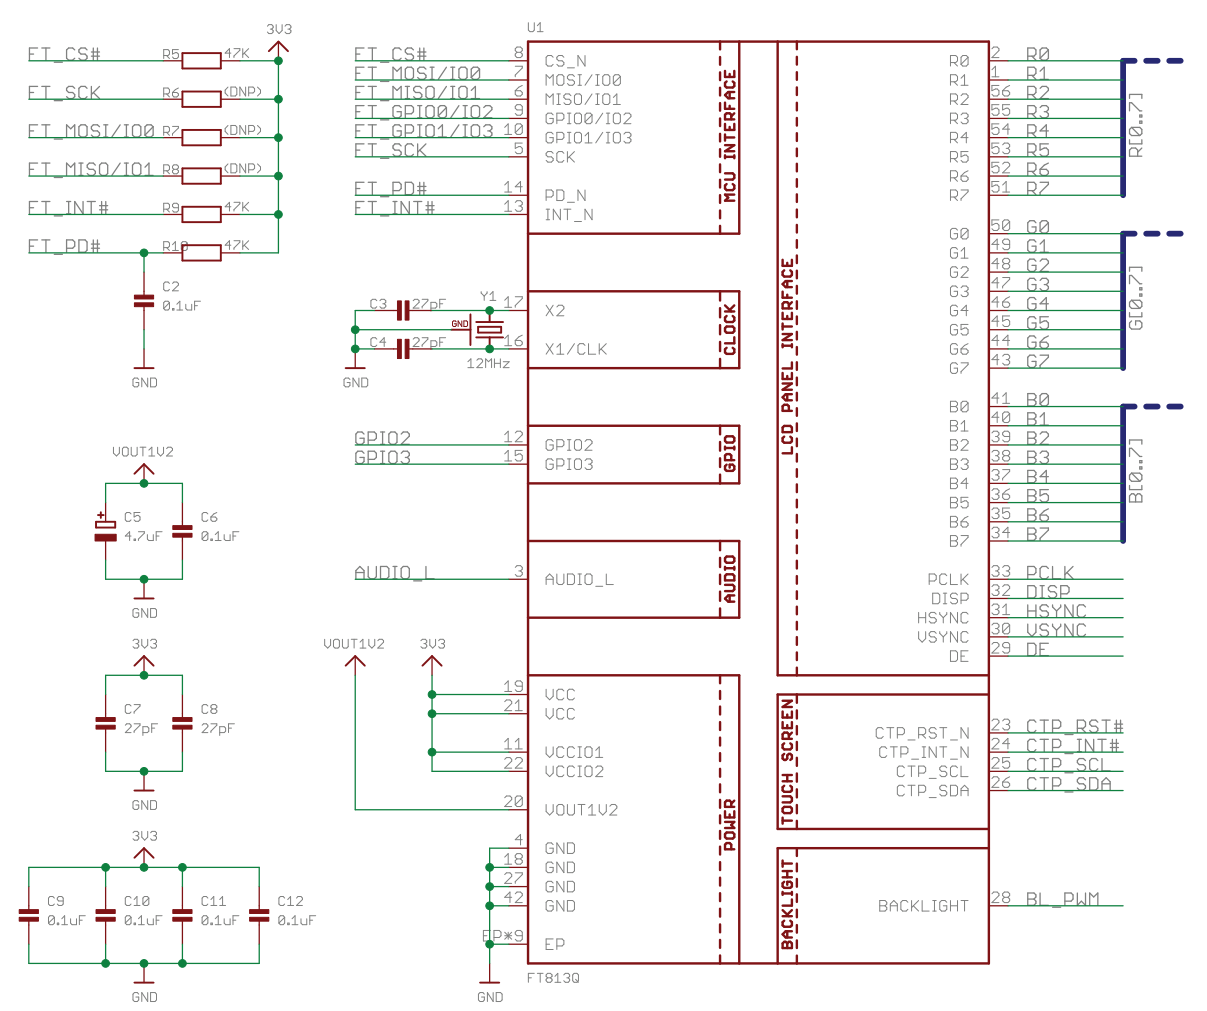 3V3
FT_CS# R5 47K
FT_SCK R6 (DNP)
FT_MOSI/IO0 R7 (DNP)
FT_MISO/IO1 R8 (DNP)
FT_INT# R9 47K
FT_PD# R10 47K
C2
0.1uF
GND
VOUT1V2
C5
4.7uF
C6
0.1uF
GND
3V3
C7
27pF
C8
27pF
GND
3V3
C9
0.1uF
C10
0.1uF
C11
0.1uF
C12
0.1uF
GND
U1
FT_CS# 8 CS_N
FT_MOSI/IO0 7 MOSI/IO0
FT_MISO/IO1 6 MISO/IO1
FT_GPIO0/IO2 9 GPIO0/IO2
FT_GPIO1/IO3 10 GPIO1/IO3
FT_SCK 5 SCK
FT_PD# 14 PD_N
FT_INT# 13 INT_N
MCU INTERFACE
C3 27pF Y1 17 X2
GND
C4 27pF 16 X1/CLK
12MHz
GND
CLOCK
GPIO2 12 GPIO2
GPIO3 15 GPIO3
GPIO
AUDIO_L 3 AUDIO_L
AUDIO
VOUT1V2 3V3
19 VCC
21 VCC
11 VCCIO1
22 VCCIO2
20 VOUT1V2
4 GND
18 GND
27 GND
42 GND
EP*9 EP
GND
POWER
FT813Q
LCD PANEL INTERFACE
R0 2 R0
R1 1 R1
R2 56 R2
R3 55 R3
R4 54 R4
R5 53 R5
R6 52 R6
R7 51 R7
R[0..7]
G0 50 G0
G1 49 G1
G2 48 G2
G3 47 G3
G4 46 G4
G5 45 G5
G6 44 G6
G7 43 G7
G[0..7]
B0 41 B0
B1 40 B1
B2 39 B2
B3 38 B3
B4 37 B4
B5 36 B5
B6 35 B6
B7 34 B7
B[0..7]
PCLK 33 PCLK
DISP 32 DISP
HSYNC 31 HSYNC
VSYNC 30 VSYNC
DE 29 DE
TOUCH SCREEN
CTP_RST_N 23 CTP_RST#
CTP_INT_N 24 CTP_INT#
CTP_SCL 25 CTP_SCL
CTP_SDA 26 CTP_SDA
BACKLIGHT
BACKLIGHT 28 BL_PWM